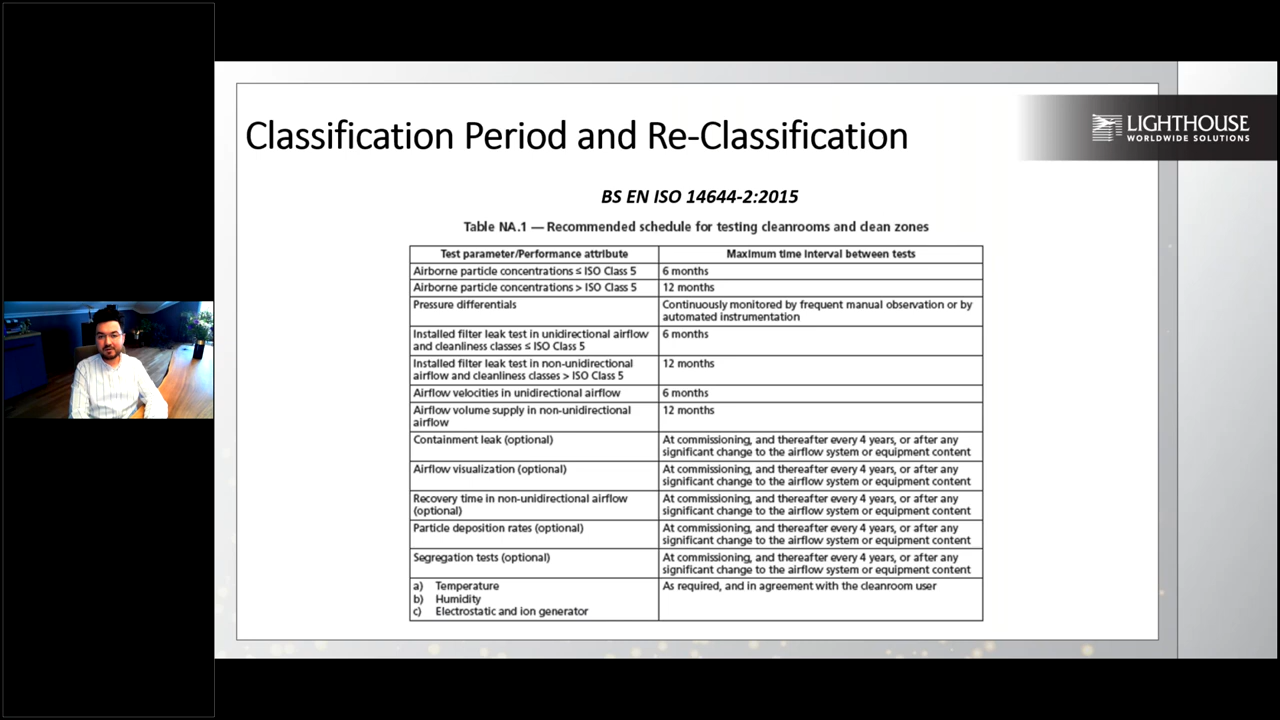 Classification Period and Re-Classification
LIGHTHOUSE
WORLDWIDE SOLUTIONS
BS EN ISO 14644-2:2015
Table NA.1 — Recommended schedule for testing cleanrooms and clean zones
Test parameter/Performance attribute
Maximum time interval between tests
Airborne particle concentrations ≤ ISO Class 5
6 months
Airborne particle concentrations > ISO Class 5
12 months
Pressure differentials
Continuously monitored by frequent manual observation or by
automated instrumentation
Installed filter leak test in unidirectional airflow
and cleanliness classes ≤ ISO Class 5
6 months
Installed filter leak test in non-unidirectional
airflow and cleanliness classes > ISO Class 5
12 months
Airflow velocities in unidirectional airflow
6 months
Airflow volume supply in non-unidirectional
airflow
12 months
Containment leak (optional)
At commissioning, and thereafter every 4 years, or after any
significant change to the airflow system or equipment content
Airflow visualization (optional)
At commissioning, and thereafter every 4 years, or after any
significant change to the airflow system or equipment content
Recovery time in non-unidirectional airflow
(optional)
At commissioning, and thereafter every 4 years, or after any
significant change to the airflow system or equipment content
Particle deposition rates (optional)
At commissioning, and thereafter every 4 years, or after any
significant change to the airflow system or equipment content
Segregation tests (optional)
At commissioning, and thereafter every 4 years, or after any
significant change to the airflow system or equipment content
a) Temperature
b) Humidity
c) Electrostatic and ion generator
As required, and in agreement with the cleanroom user